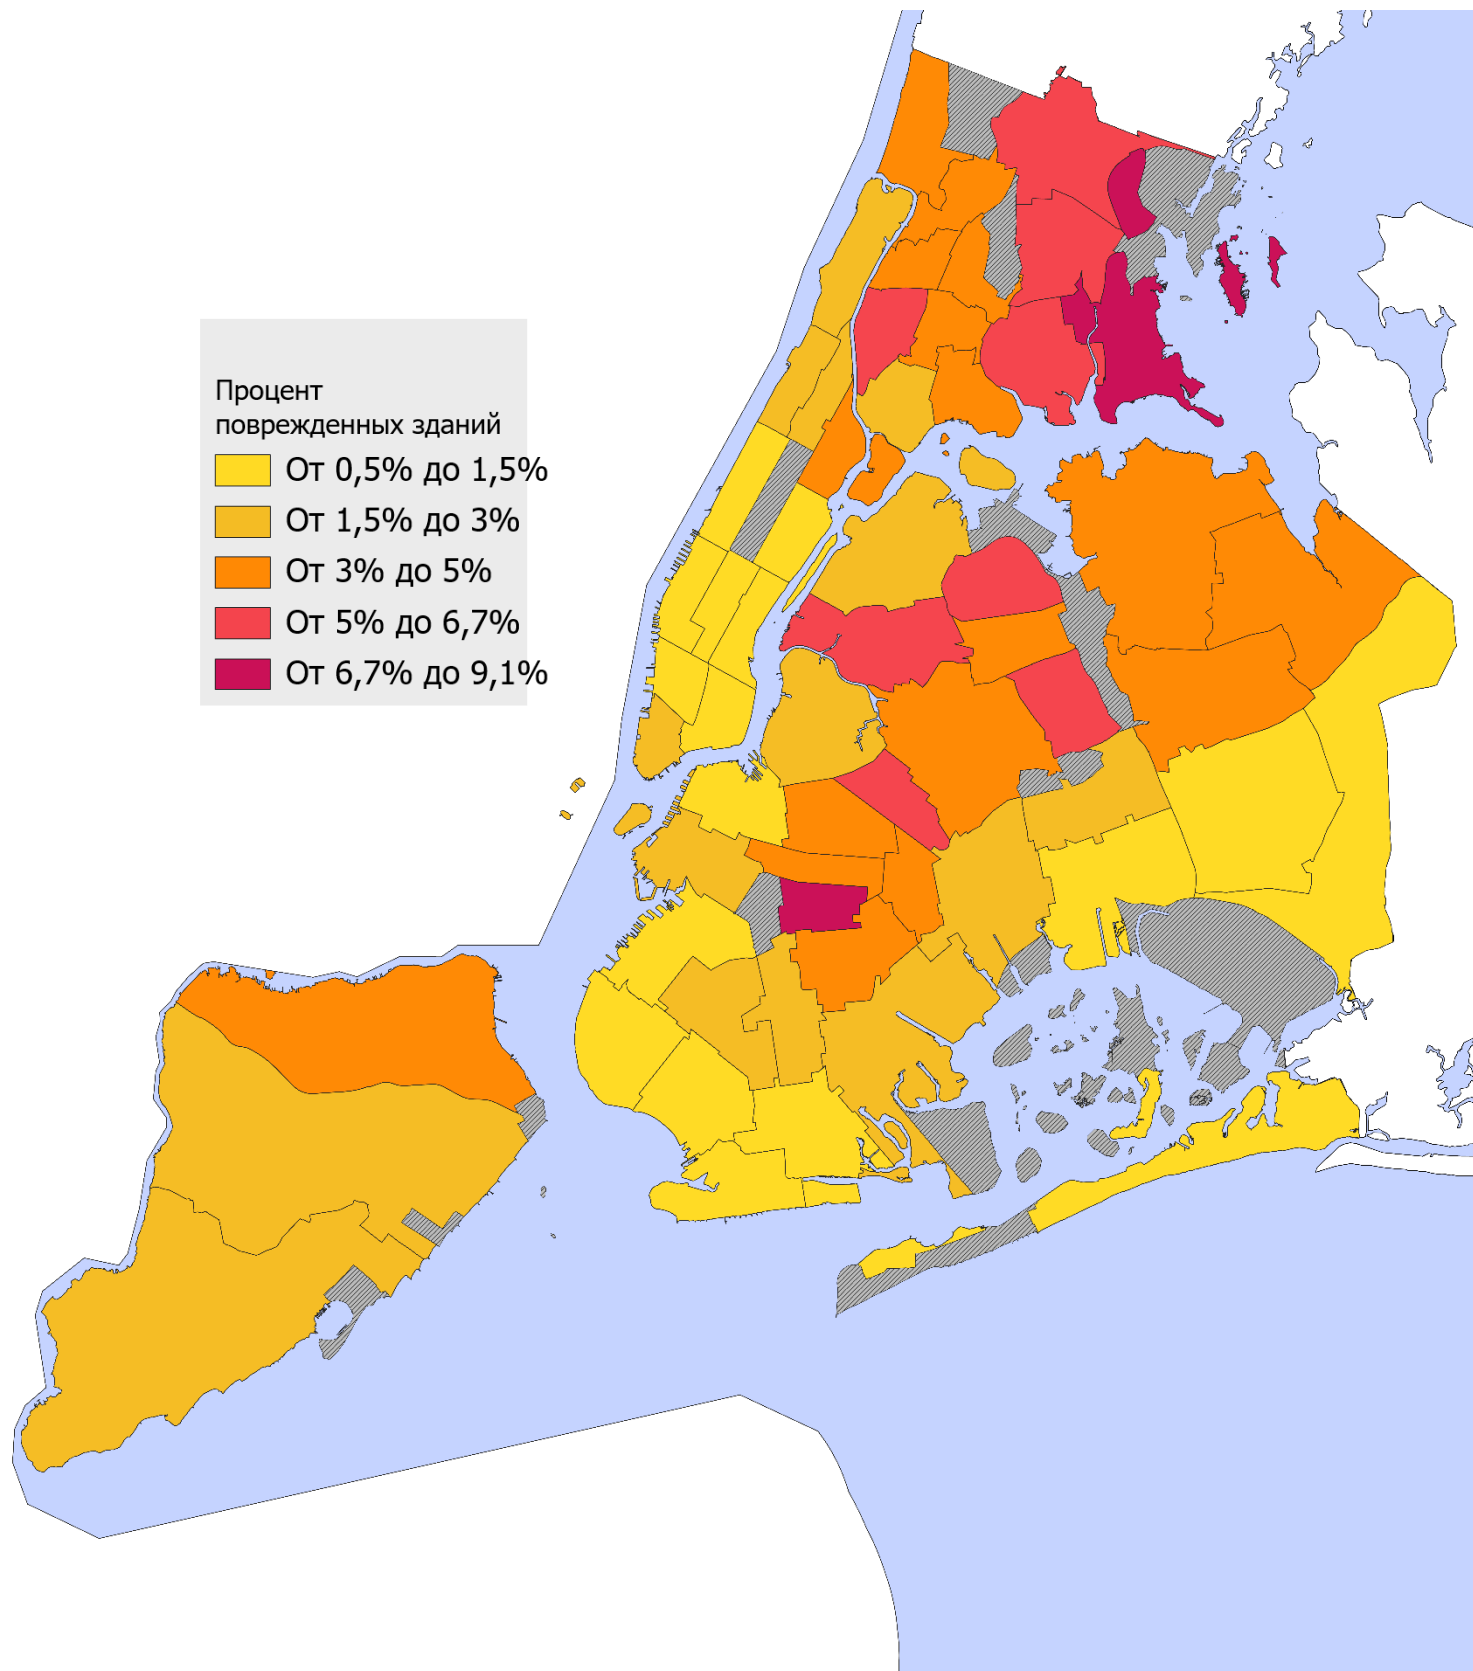 Процент
поврежденных зданий
От 0,5% до 1,5%
От 1,5% до 3%
От 3% до 5%
От 5% до 6,7%
От 6,7% до 9,1%